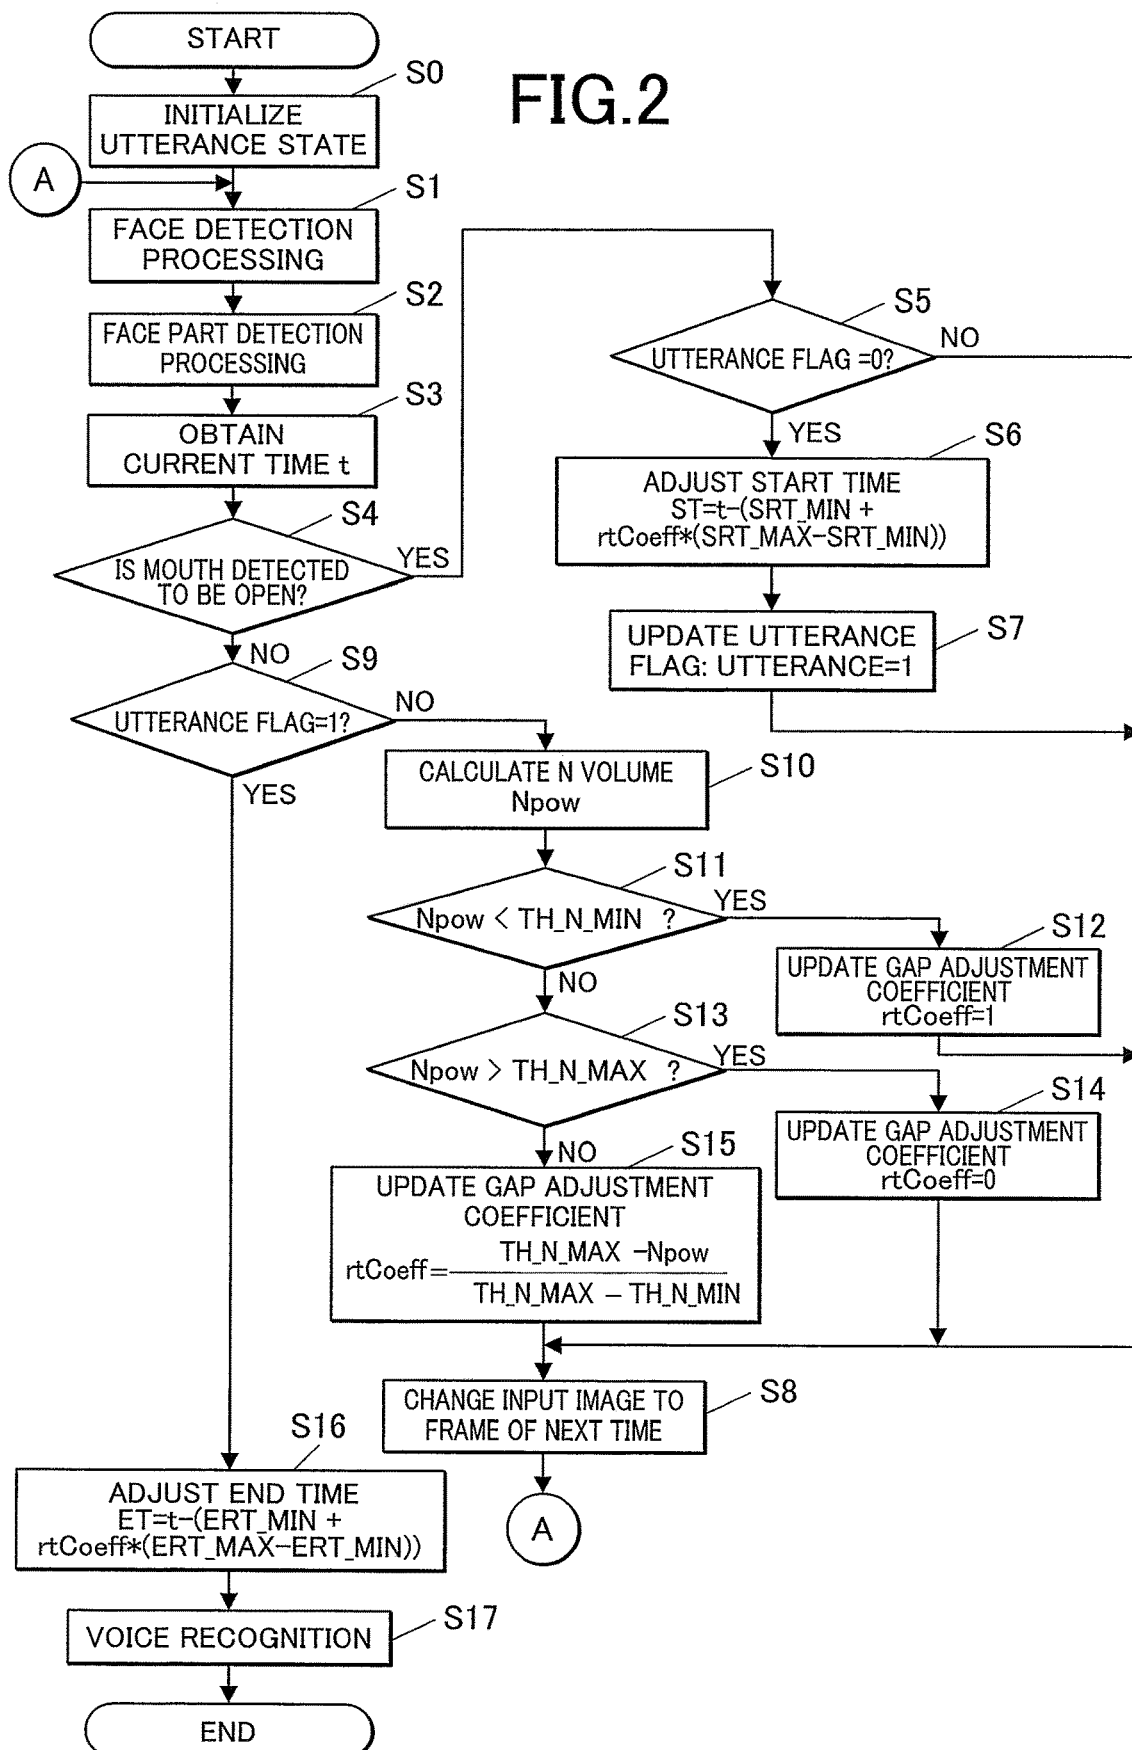 START
FIG.2
S0
INITIALIZE
UTTERANCE STATE
A
S1
FACE DETECTION
PROCESSING
S2
FACE PART DETECTION
PROCESSING
S3
OBTAIN
CURRENT TIME t
S4
IS MOUTH DETECTED
TO BE OPEN?
YES
NO
S5
UTTERANCE FLAG =0?
NO
YES
S6
ADJUST START TIME
ST=t-(SRT_MIN +
rtCoeff*(SRT_MAX-SRT_MIN))
S7
UPDATE UTTERANCE
FLAG: UTTERANCE=1
S9
UTTERANCE FLAG=1?
NO
YES
S10
CALCULATE N VOLUME
Npow
S11
Npow < TH_N_MIN ?
YES
NO
S12
UPDATE GAP ADJUSTMENT
COEFFICIENT
rtCoeff=1
S13
Npow > TH_N_MAX ?
YES
NO
S14
UPDATE GAP ADJUSTMENT
COEFFICIENT
rtCoeff=0
S15
UPDATE GAP ADJUSTMENT
COEFFICIENT
TH_N_MAX -Npow
rtCoeff=
TH_N_MAX - TH_N_MIN
S8
CHANGE INPUT IMAGE TO
FRAME OF NEXT TIME
A
S16
ADJUST END TIME
ET=t-(ERT_MIN +
rtCoeff*(ERT_MAX-ERT_MIN))
S17
VOICE RECOGNITION
END